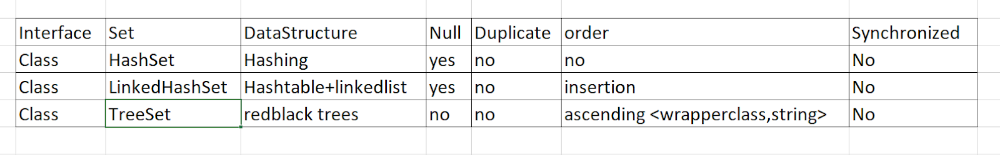 Interface Set DataStructure Null Duplicate order Synchronized
Class HashSet Hashing yes no no No
Class LinkedHashSet Hashtable+linkedlist yes no insertion No
Class TreeSet redblack trees no no ascending <wrapperclass,string> No